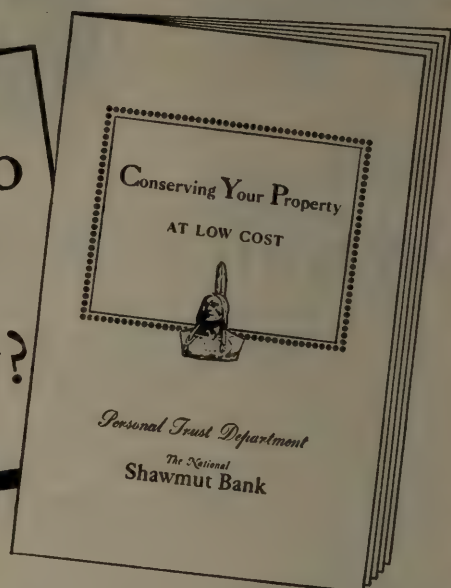 O
?
Conserving Your Property
AT LOW COST
Personal Trust Department
The National
Shawmut Bank